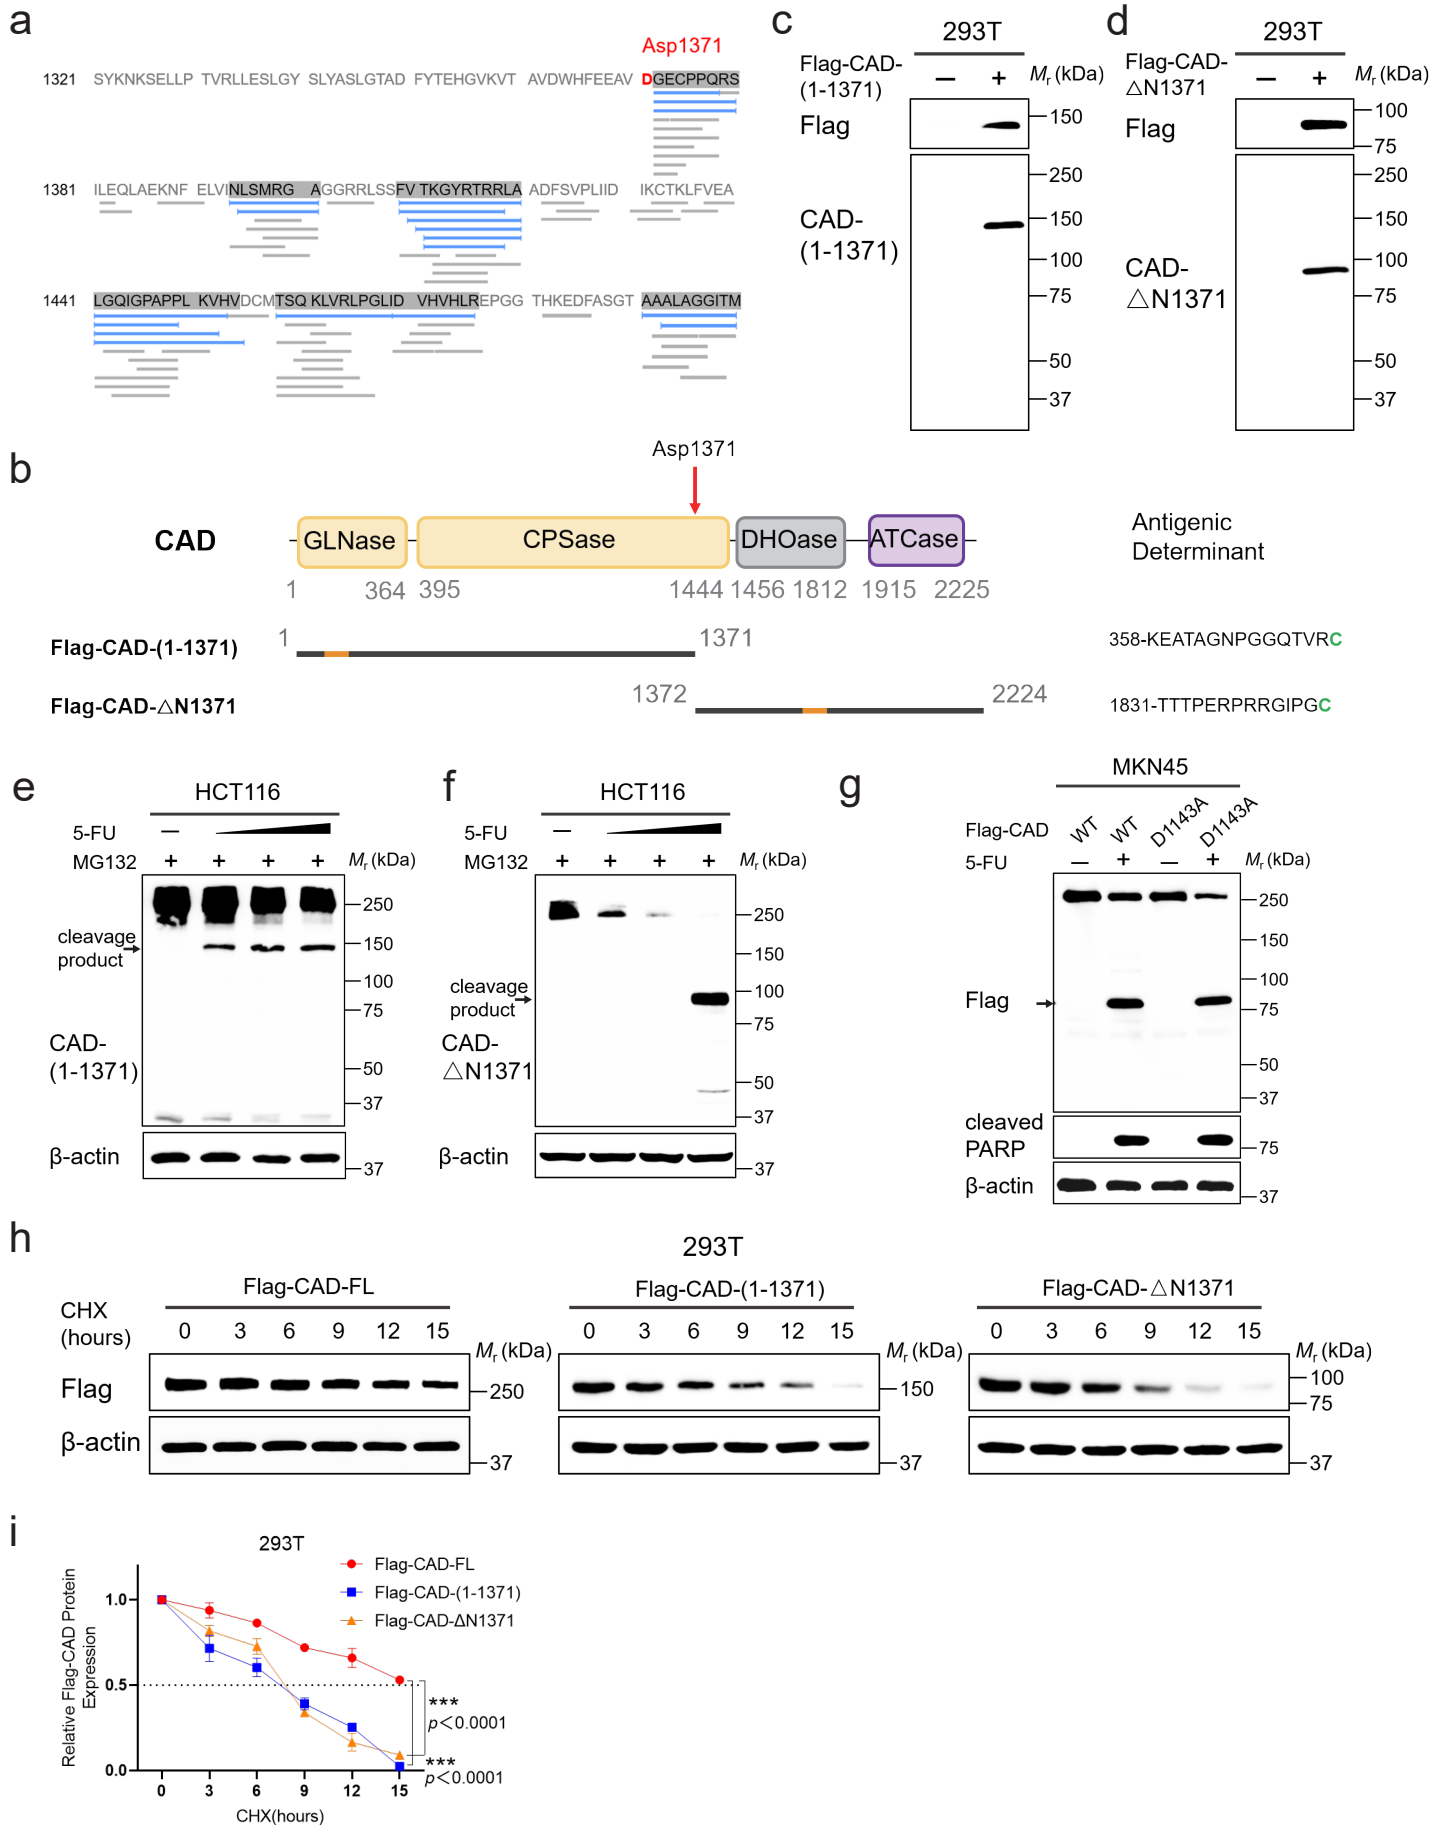 a
Asp1371
1321 SYKNKSELLP TVRLLESLGY SLYASLGTAD FYTEHGVKVT AVDWHFEEAV DGECPPQRS
1381 ILEQLAEKNF ELVINLSMRG AGGRRLSSFV TKGYRTRRLA ADFSVPLIID IKCTKLFVEA
1441 LGQIGPAPPL KVHVDCMTSQ KLVRLPGLID VHVHLREPGG THKEDFASGT AAALAGGITM
c
293T
Flag-CAD-
(1-1371)
— + Mr (kDa)
Flag
150
CAD-
(1-1371)
250
150
100
75
50
37
d
293T
Flag-CAD-
△N1371
— + Mr (kDa)
Flag
100
75
CAD-
△N1371
250
150
100
75
50
37
b
Asp1371
CAD
GLNase CPSase DHOase ATCase
1 364 395 1444 1456 1812 1915 2225
Antigenic
Determinant
Flag-CAD-(1-1371)
1 1371
358-KEATAGNPGGQTVRC
Flag-CAD-△N1371
1372 2224
1831-TTTPERPRRGIPGC
e
HCT116
5-FU —
MG132 + + + + Mr (kDa)
cleavage
product
CAD-
(1-1371)
250
150
100
75
50
37
β-actin
37
f
HCT116
5-FU —
MG132 + + + + Mr (kDa)
cleavage
product
CAD-
△N1371
250
150
100
75
50
37
β-actin
37
g
MKN45
Flag-CAD WT WT D1143A D1143A
5-FU — + — + Mr (kDa)
Flag
250
150
100
75
50
37
cleaved
PARP
75
β-actin
37
h
293T
CHX
(hours)
Flag-CAD-FL
0 3 6 9 12 15
Mr (kDa)
Flag
250
β-actin
37
Flag-CAD-(1-1371)
0 3 6 9 12 15
Mr (kDa)
150
37
Flag-CAD-△N1371
0 3 6 9 12 15
Mr (kDa)
100
75
37
i
293T
Flag-CAD-FL
Flag-CAD-(1-1371)
Flag-CAD-ΔN1371
Relative Flag-CAD Protein
Expression
1.0
0.5
0.0
***
p<0.0001
***
p<0.0001
0 3 6 9 12 15
CHX(hours)